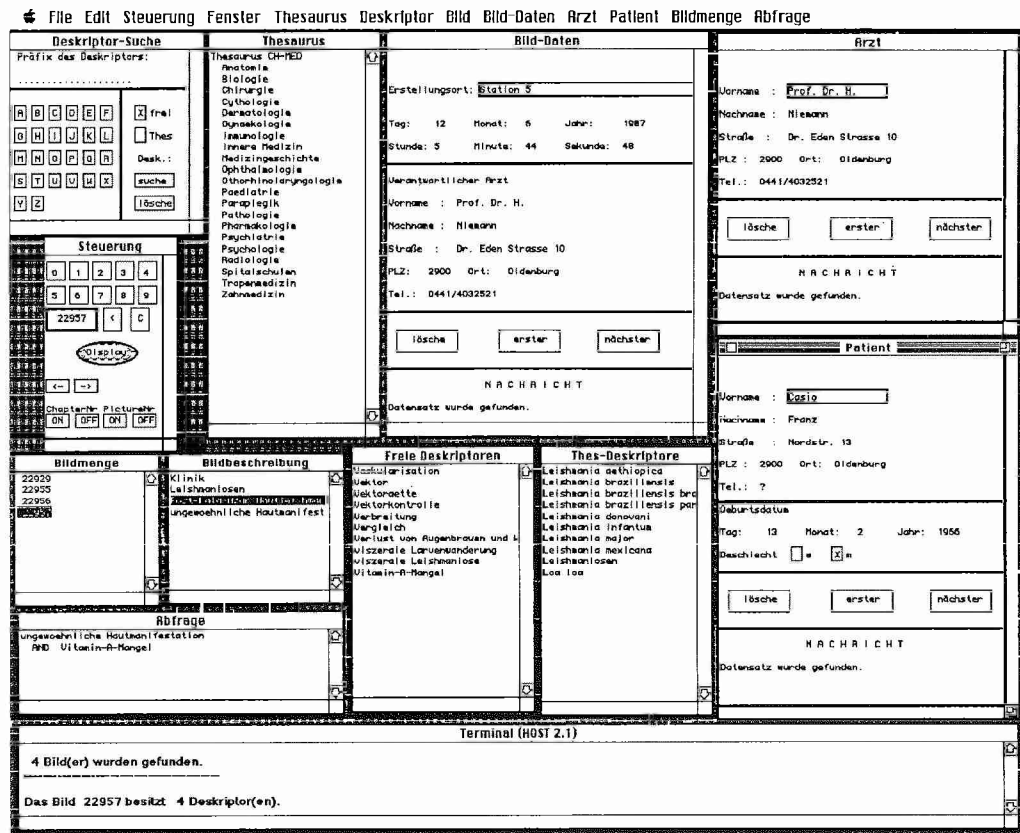 File Edit Steuerung Fenster Thesaurus Deskriptor Bild Bild-Daten Arzt Patient Bildmenge Abfrage
Deskriptor-Suche
Präfix des Deskriptors:
A B C D E F
G H I J K L
M N O P Q R
S T U V W X
Y Z
X frei
Thes
Desk.:
suche
lösche
Steuerung
0 1 2 3 4
5 6 7 8 9
22957 < C
"Display"
<- ->
ChapterNr PictureNr
ON OFF ON OFF
Thesaurus
Thesaurus CH-MED
Anatomie
Biologie
Chirurgie
Cythologie
Dermatologie
Gynaekologie
Imunologie
Innere Medizin
Medizingeschichte
Ophthalmologie
Othorhinolaryngologie
Paediatrie
Paraplegik
Pathologie
Pharmakologie
Psychiatrie
Psychologie
Radiologie
Spitalschulen
Tropenmedizin
Zahnmedizin
Bild-Daten
Erstellungsort: Station 5
Tag: 12 Monat: 6 Jahr: 1987
Stunde: 5 Minute: 44 Sekunde: 48
Verantwortlicher Arzt
Vorname : Prof. Dr. H.
Nachname : Niemann
Straße : Dr. Eden Strasse 10
PLZ: 2900 Ort: Oldenburg
Tel.: 0441/4032521
lösche erster nächster
NACHRICHT
Datensatz wurde gefunden.
Arzt
Vorname : Prof. Dr. H.
Nachname : Niemann
Straße : Dr. Eden Strasse 10
PLZ : 2900 Ort: Oldenburg
Tel.: 0441/4032521
lösche erster nächster
NACHRICHT
Datensatz wurde gefunden.
Patient
Vorname : Casio
Nachname : Franz
Straße : Nordstr. 13
PLZ : 2900 Ort: Oldenburg
Tel.: ?
Geburtsdatum
Tag: 13 Monat: 2 Jahr: 1966
Geschlecht w X m
lösche erster nächster
NACHRICHT
Datensatz wurde gefunden.
Bildmenge
22929
22955
22956
Bildbeschreibung
Klinik
Leishmaniosen
ungewoehnliche Hautmanifest
Freie Deskriptoren
Vaskularisation
Vektor
Vektorkette
Vektorkontrolle
Verbreitung
Vergleich
Verlust von Augenbrauen und W
viszerale Larvenwanderung
viszerale Leishmaniose
Vitamin-A-Mangel
Thes-Deskriptore
Leishmania aethiopica
Leishmania braziliensis
Leishmania braziliensis bra
Leishmania braziliensis pan
Leishmania donovani
Leishmania infantum
Leishmania major
Leishmania mexicana
Leishmaniosen
Loa loa
Abfrage
ungewoehnliche Hautmanifestation
AND Vitamin-A-Mangel
Terminal (HOST 2.1)
4 Bild(er) wurden gefunden.
Das Bild 22957 besitzt 4 Deskriptor(en).